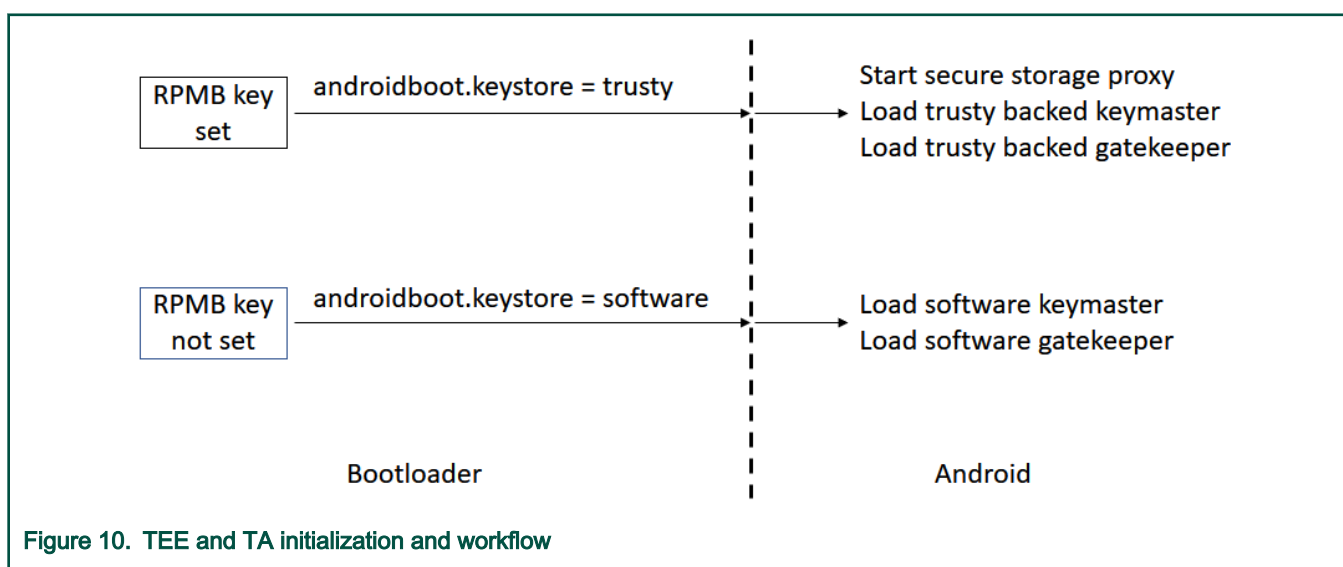 RPMB key
set
androidboot.keystore = trusty
Start secure storage proxy
Load trusty backed keymaster
Load trusty backed gatekeeper
RPMB key
not set
androidboot.keystore = software
Load software keymaster
Load software gatekeeper
Bootloader
Android
Figure 10. TEE and TA initialization and workflow